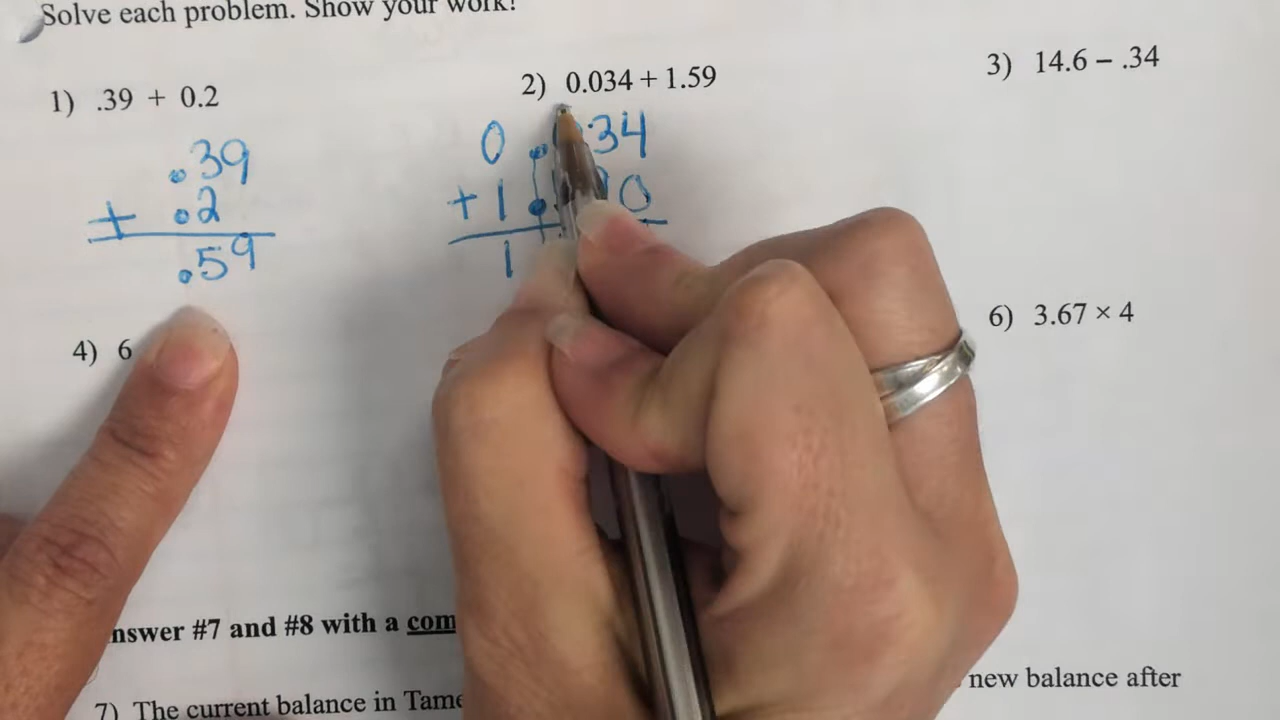 Solve each problem. Show your work!
1) .39 + 0.2
2) 0.034 + 1.59
3) 14.6 – .34
.39
+ .2
.59
0.034
+ 1. 0
1
4) 6
6) 3.67 × 4
nswer #7 and #8 with a com
7) The current balance in Tame
new balance after